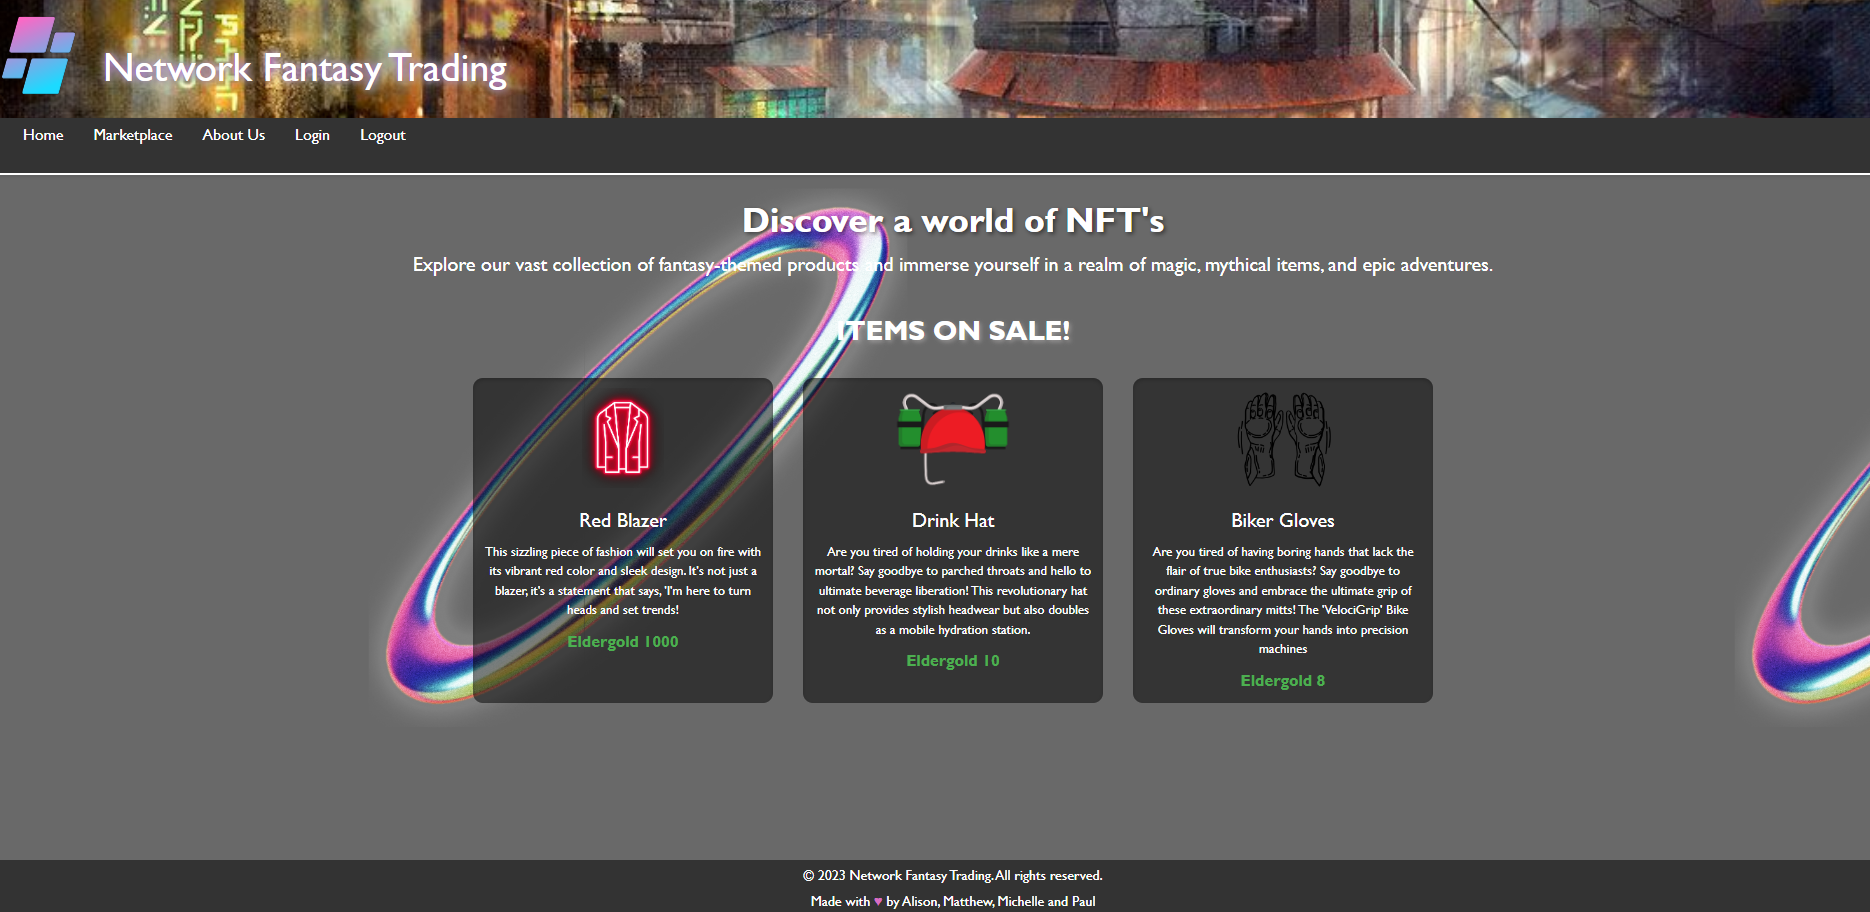 Network Fantasy Trading
Home Marketplace About Us Login Logout
Discover a world of NFT's
Explore our vast collection of fantasy-themed products and immerse yourself in a realm of magic, mythical items, and epic adventures.
ITEMS ON SALE!
Red Blazer
This sizzling piece of fashion will set you on fire with
its vibrant red color and sleek design. It's not just a
blazer, it's a statement that says, 'I'm here to turn
heads and set trends!
Eldergold 1000
Drink Hat
Are you tired of holding your drinks like a mere
mortal? Say goodbye to parched throats and hello to
ultimate beverage liberation! This revolutionary hat
not only provides stylish headwear but also doubles
as a mobile hydration station.
Eldergold 10
Biker Gloves
Are you tired of having boring hands that lack the
flair of true bike enthusiasts? Say goodbye to
ordinary gloves and embrace the ultimate grip of
these extraordinary mitts! The 'VelociGrip' Bike
Gloves will transform your hands into precision
machines
Eldergold 8
© 2023 Network Fantasy Trading. All rights reserved.
Made with ♥ by Alison, Matthew, Michelle and Paul